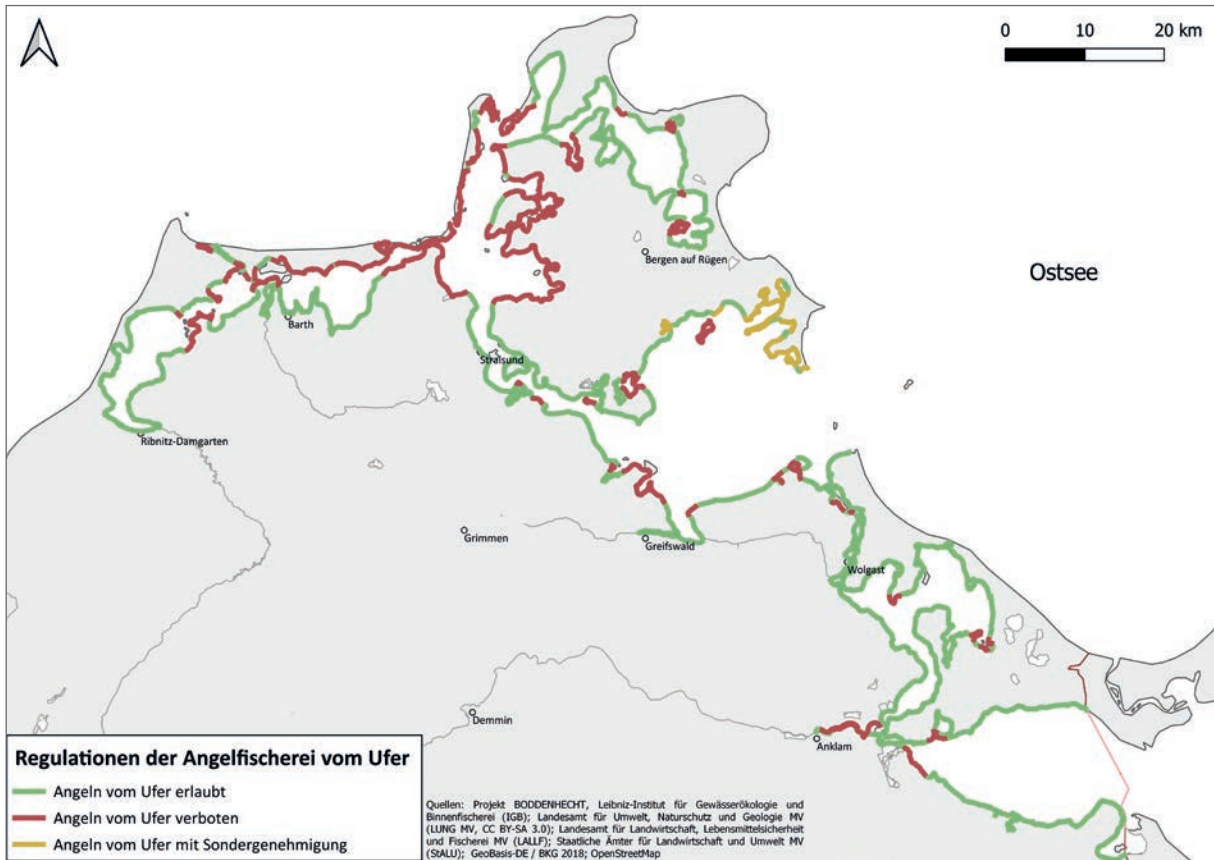 0 10 20 km
Ostsee
Bergen auf Rügen
Barth
Stralsund
Ribnitz-Damgarten
Grimmen
Greifswald
Wolgast
Demmin
Anklam
Regulationen der Angelfischerei vom Ufer
Angeln vom Ufer erlaubt
Angeln vom Ufer verboten
Angeln vom Ufer mit Sondergenehmigung
Quellen: Projekt BODDENHECHT, Leibniz-Institut für Gewässerökologie und
Binnenfischerei (IGB); Landesamt für Umwelt, Naturschutz und Geologie MV
(LUNG MV, CC BY-SA 3.0); Landesamt für Landwirtschaft, Lebensmittelsicherheit
und Fischerei MV (LALLF); Staatliche Ämter für Landwirtschaft und Umwelt MV
(StALU); GeoBasis-DE / BKG 2018; OpenStreetMap